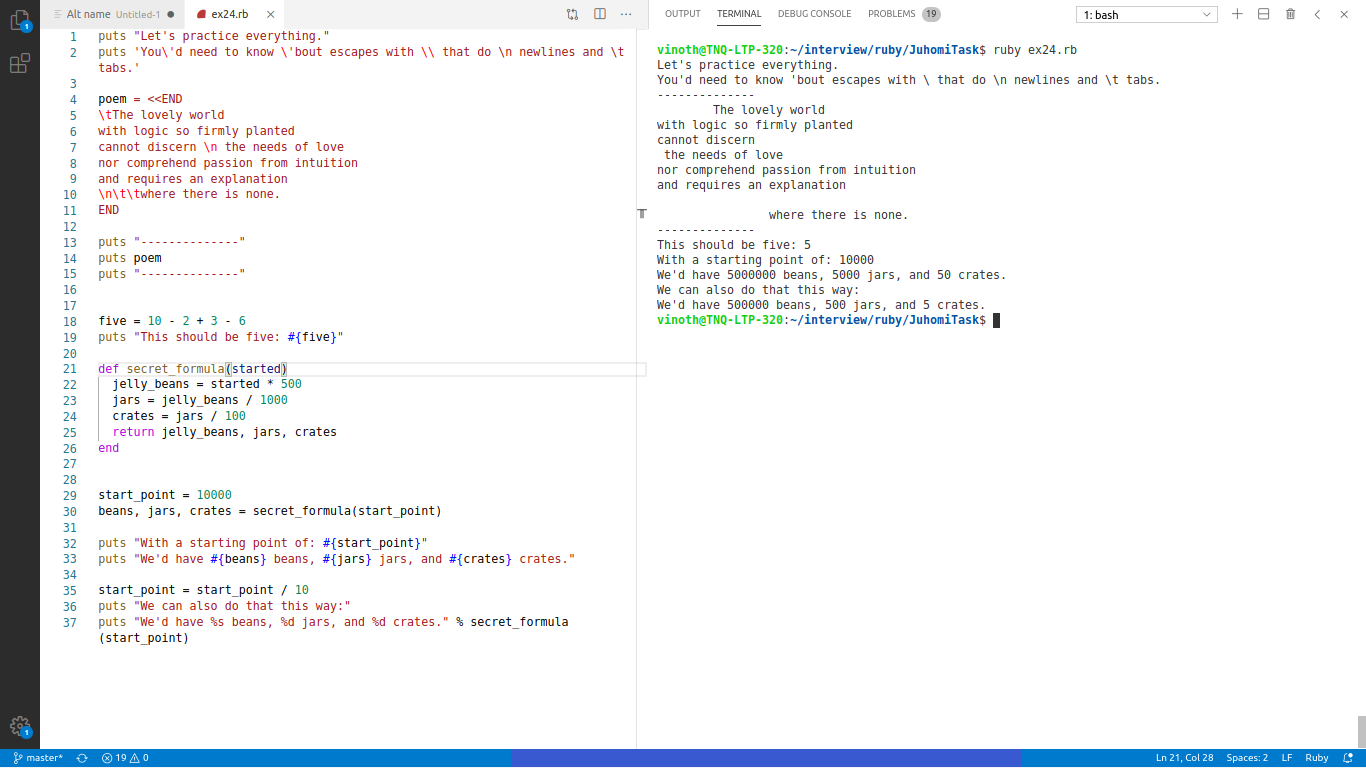 Alt name Untitled-1
ex24.rb
1 puts "Let's practice everything."
2 puts 'You\'d need to know \'bout escapes with \\ that do \n newlines and \t
tabs.'
3
4 poem = <<END
5 \tThe lovely world
6 with logic so firmly planted
7 cannot discern \n the needs of love
8 nor comprehend passion from intuition
9 and requires an explanation
10 \n\t\twhere there is none.
11 END
12
13 puts "--------------"
14 puts poem
15 puts "--------------"
16
17
18 five = 10 - 2 + 3 - 6
19 puts "This should be five: #{five}"
20
21 def secret_formula(started)
22   jelly_beans = started * 500
23   jars = jelly_beans / 1000
24   crates = jars / 100
25   return jelly_beans, jars, crates
26 end
27
28
29 start_point = 10000
30 beans, jars, crates = secret_formula(start_point)
31
32 puts "With a starting point of: #{start_point}"
33 puts "We'd have #{beans} beans, #{jars} jars, and #{crates} crates."
34
35 start_point = start_point / 10
36 puts "We can also do that this way:"
37 puts "We'd have %s beans, %d jars, and %d crates." % secret_formula
(start_point)
OUTPUT TERMINAL DEBUG CONSOLE PROBLEMS 19 1: bash
vinoth@TNQ-LTP-320:~/interview/ruby/JuhomiTask$ ruby ex24.rb
Let's practice everything.
You'd need to know 'bout escapes with \ that do \n newlines and \t tabs.
--------------
        The lovely world
with logic so firmly planted
cannot discern
 the needs of love
nor comprehend passion from intuition
and requires an explanation

                where there is none.
--------------
This should be five: 5
With a starting point of: 10000
We'd have 5000000 beans, 5000 jars, and 50 crates.
We can also do that this way:
We'd have 500000 beans, 500 jars, and 5 crates.
vinoth@TNQ-LTP-320:~/interview/ruby/JuhomiTask$
1
1
master* 19 0 Ln 21, Col 28 Spaces: 2 LF Ruby